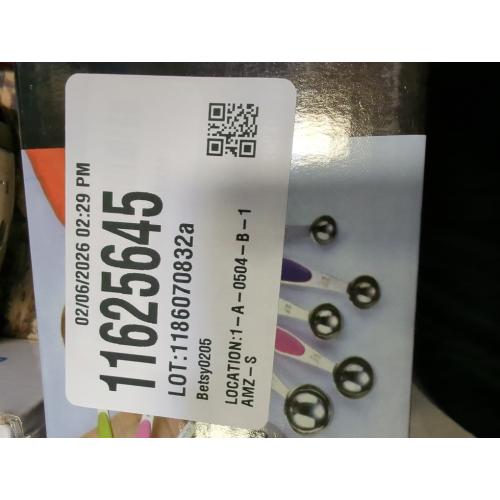 02/06/2026 02:29 PM
11625645
LOT:1186070832a
Betsy0205
LOCATION:1-A-0504-B-1
AMZ-S